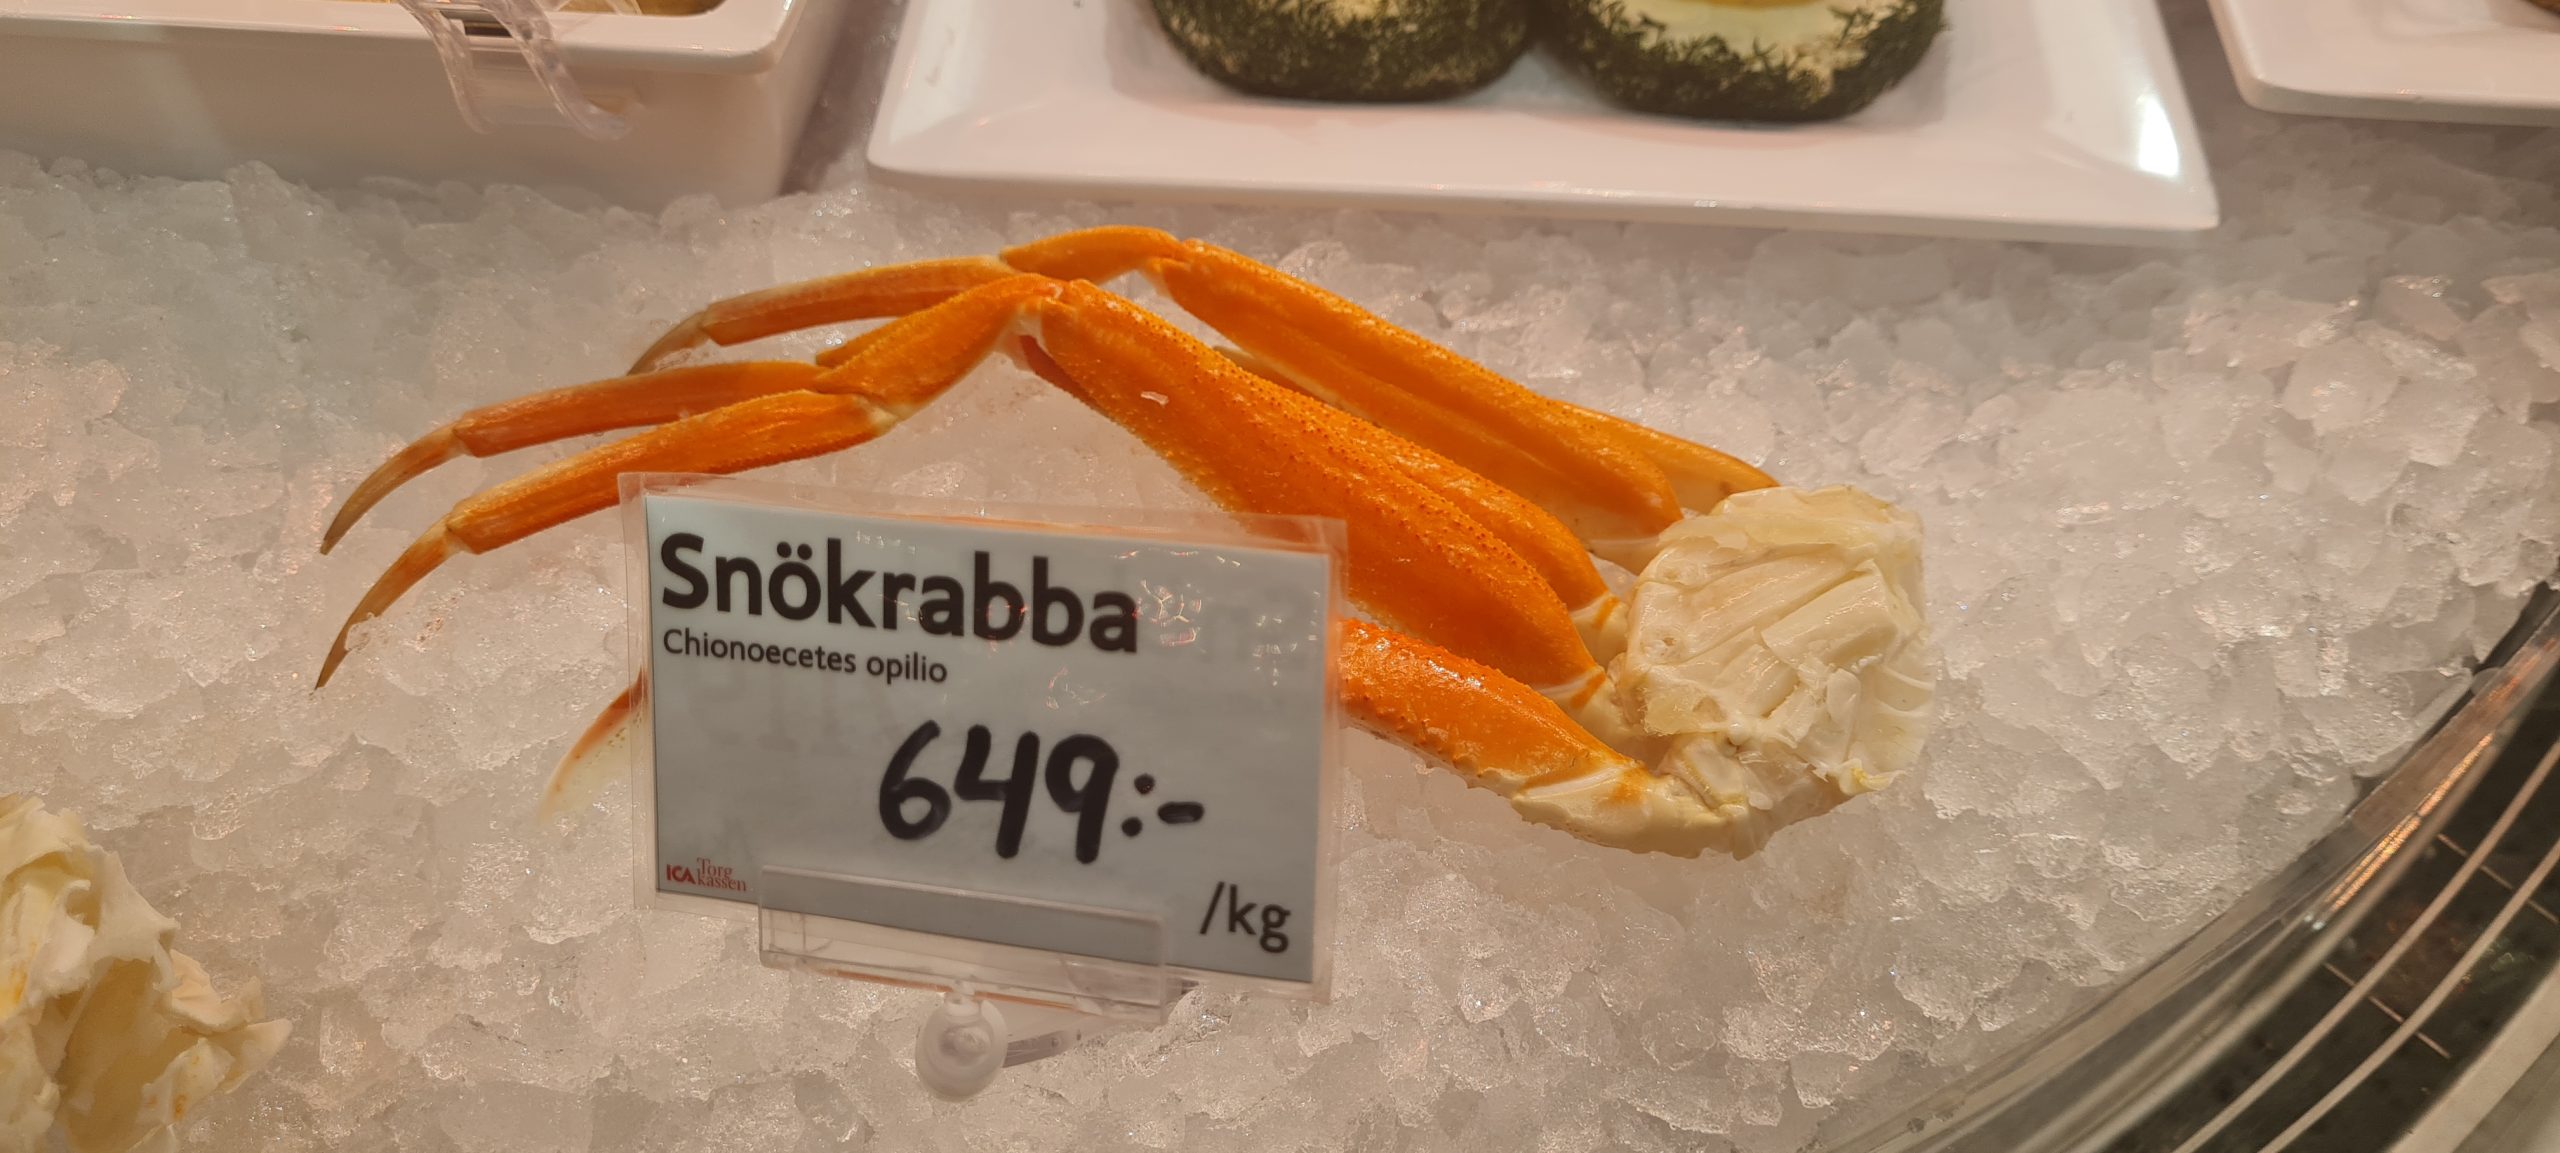 Snökrabba
Chionoecetes opilio
649:-
/kg
ICA Torg
kassen